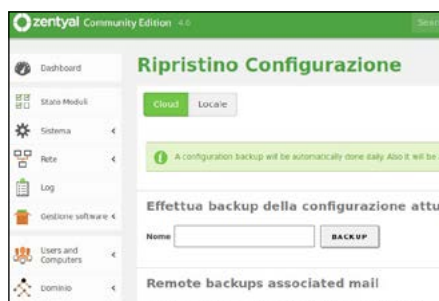 zentyal Community Edition 4.0
Sear
Dashboard
Stato Moduli
Sistema
Rete
Log
Gestione software
Users and
Computers
Dominio
Ripristino Configurazione
Cloud Locale
A configuration backup will be automatically done daily. Also it will be
Effettua backup della configurazione attu
Nome BACKUP
Remote backups associated mail